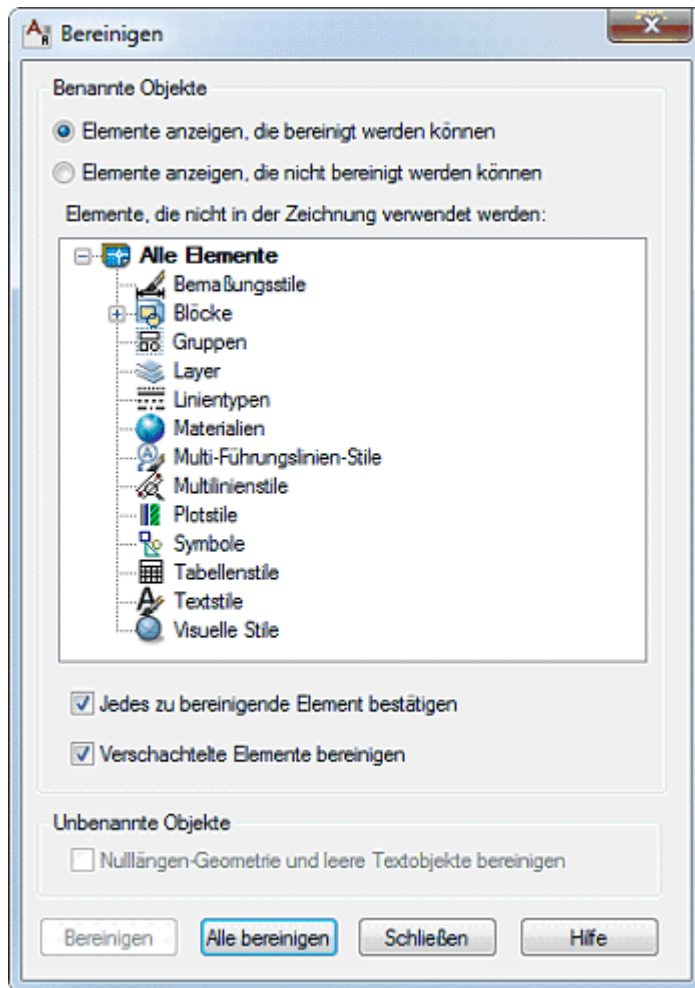 Bereinigen
Benannte Objekte
Elemente anzeigen, die bereinigt werden können
Elemente anzeigen, die nicht bereinigt werden können
Elemente, die nicht in der Zeichnung verwendet werden:
Alle Elemente
Bemaßungsstile
Blöcke
Gruppen
Layer
Linientypen
Materialien
Multi-Führungslinien-Stile
Multilinienstile
Plotstile
Symbole
Tabellenstile
Textstile
Visuelle Stile
Jedes zu bereinigende Element bestätigen
Verschachtelte Elemente bereinigen
Unbenannte Objekte
Nulllängen-Geometrie und leere Textobjekte bereinigen
Bereinigen Alle bereinigen Schließen Hilfe